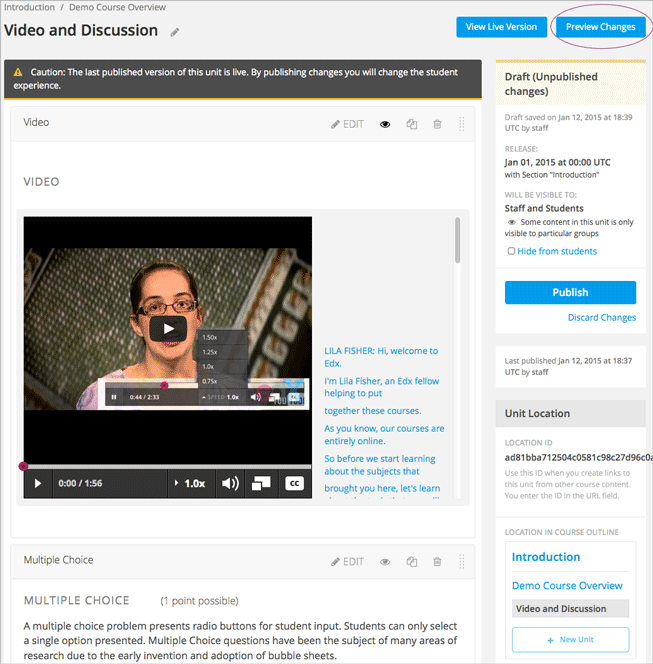 Introduction / Demo Course Overview
Video and Discussion
View Live Version
Preview Changes
Caution: The last published version of this unit is live. By publishing changes you will change the student
experience.
Video
EDIT
VIDEO
1.50x
1.25x
1.0x
0.75x
0:44 / 2:33
SPEED 1.0x
0:00 / 1:56
1.0x
CC
LILA FISHER: Hi, welcome to
Edx.
I'm Lila Fisher, an Edx fellow
helping to put
together these courses.
As you know, our courses are
entirely online.
So before we start learning
about the subjects that
brought you here, let's learn
Multiple Choice
EDIT
MULTIPLE CHOICE (1 point possible)
A multiple choice problem presents radio buttons for student input. Students can only select
a single option presented. Multiple Choice questions have been the subject of many areas of
research due to the early invention and adoption of bubble sheets.
Draft (Unpublished
changes)
Draft saved on Jan 12, 2015 at 18:39
UTC by staff
RELEASE:
Jan 01, 2015 at 00:00 UTC
with Section "Introduction"
WILL BE VISIBLE TO:
Staff and Students
Some content in this unit is only
visible to particular groups
Hide from students
Publish
Discard Changes
Last published Jan 12, 2015 at 18:37
UTC by staff
Unit Location
LOCATION ID
ad81bba712504c0581c98c27d96c0a
Use this ID when you create links to
this unit from other course content.
You enter the ID in the URL field.
LOCATION IN COURSE OUTLINE
Introduction
Demo Course Overview
Video and Discussion
+ New Unit